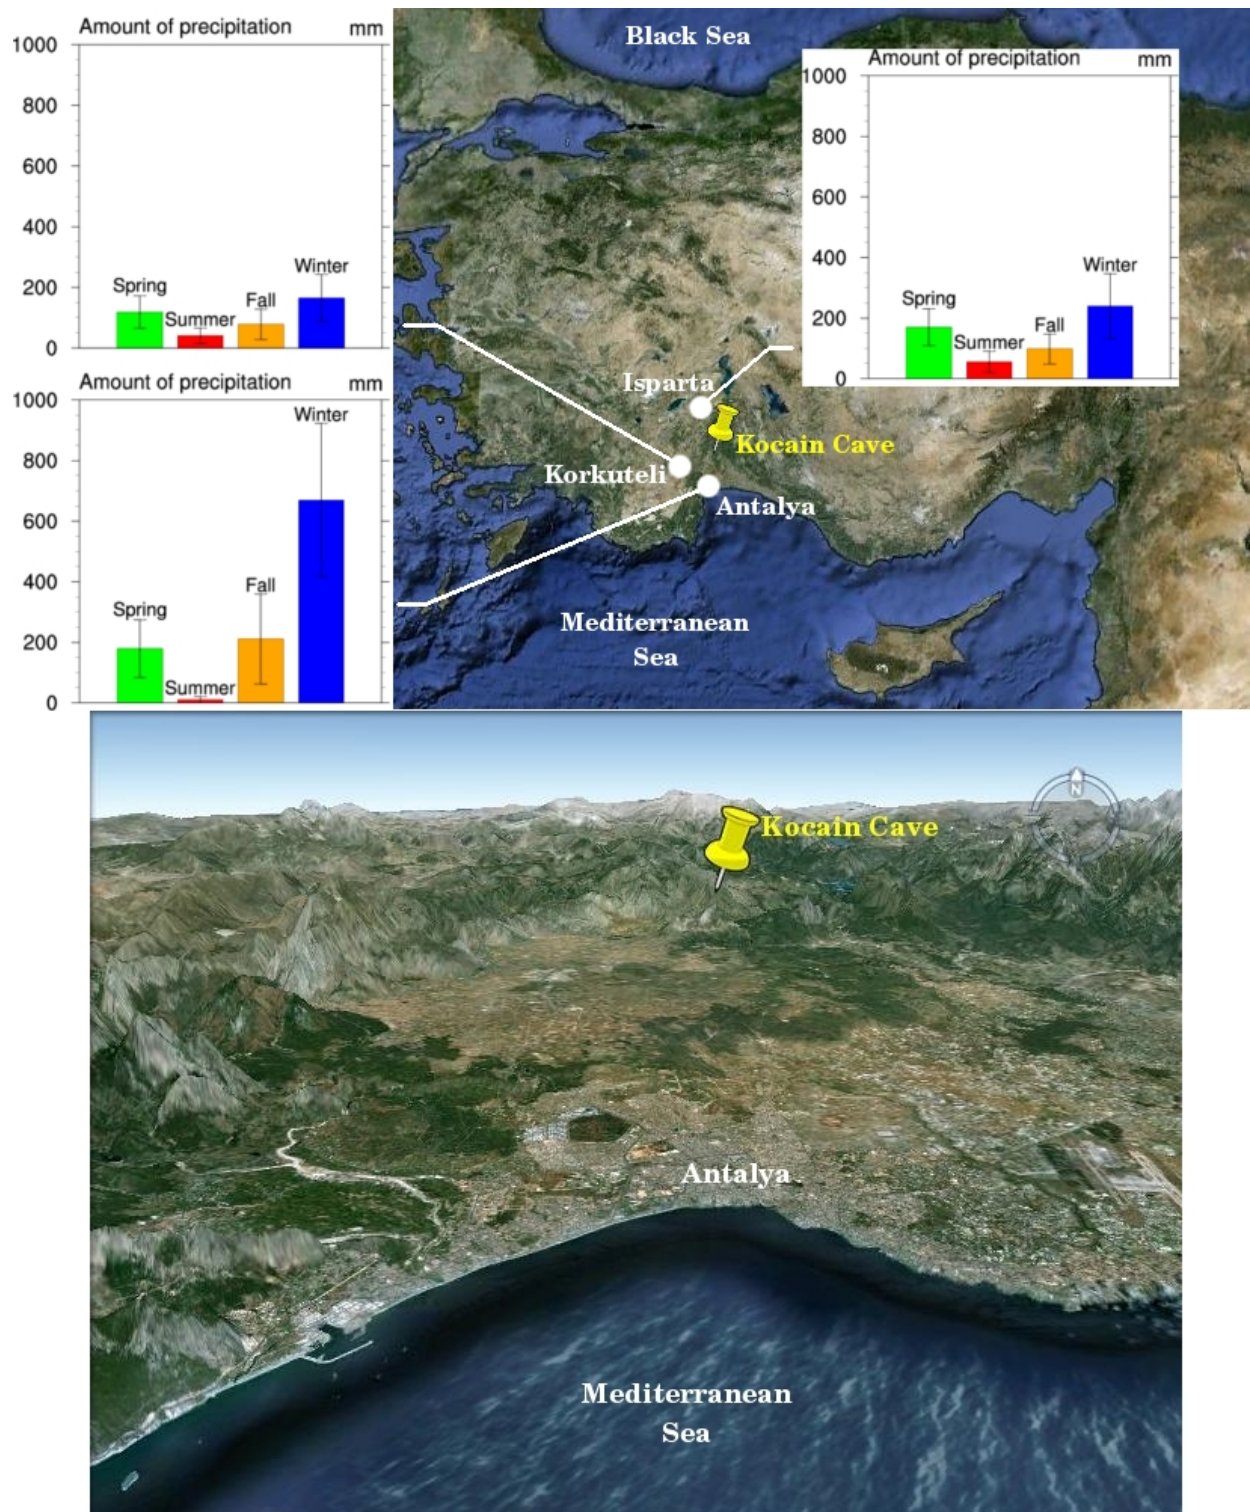 Amount of precipitation mm
1000
800
600
400
200
0
Spring
Summer
Fall
Winter
Amount of precipitation mm
1000
800
600
400
200
0
Spring
Summer
Fall
Winter
Black Sea
Amount of precipitation mm
1000
800
600
400
200
0
Spring
Summer
Fall
Winter
Isparta
Kocain Cave
Korkuteli
Antalya
Mediterranean
Sea
Kocain Cave
N
Antalya
Mediterranean
Sea